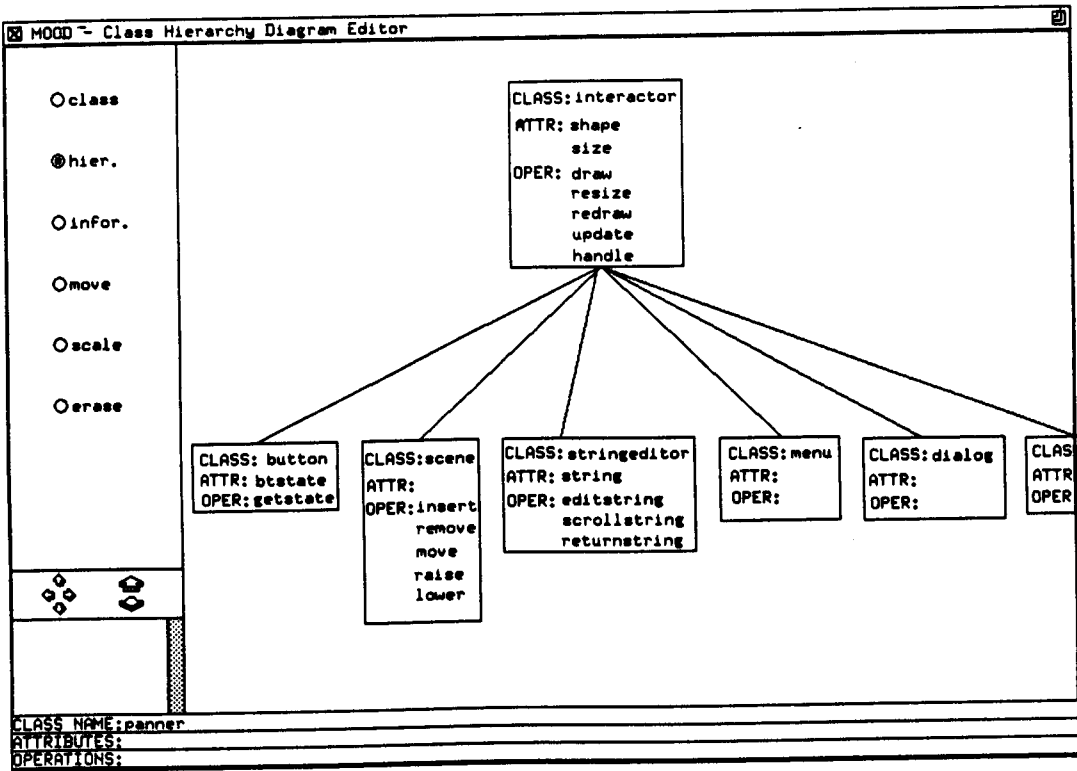 MOOD - Class Hierarchy Diagram Editor
class
hier.
infor.
move
scale
erase
CLASS: interactor
ATTR: shape
size
OPER: draw
resize
redraw
update
handle
CLASS: button
ATTR: btstate
OPER: getstate
CLASS: scene
ATTR:
OPER: insert
remove
move
raise
lower
CLASS: stringeditor
ATTR: string
OPER: editstring
scrollstring
returnstring
CLASS: menu
ATTR:
OPER:
CLASS: dialog
ATTR:
OPER:
CLAS
ATTR
OPER
CLASS NAME: panner
ATTRIBUTES:
OPERATIONS: